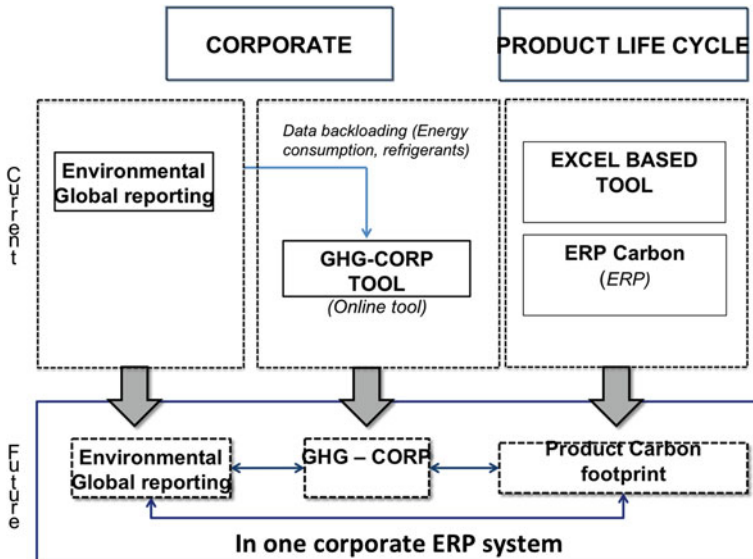 CORPORATE
PRODUCT LIFE CYCLE
Current
Environmental
Global reporting
Data backloading (Energy
consumption, refrigerants)
GHG-CORP
TOOL
(Online tool)
EXCEL BASED
TOOL
ERP Carbon
(ERP)
Future
Environmental
Global reporting
GHG – CORP
Product Carbon
footprint
In one corporate ERP system